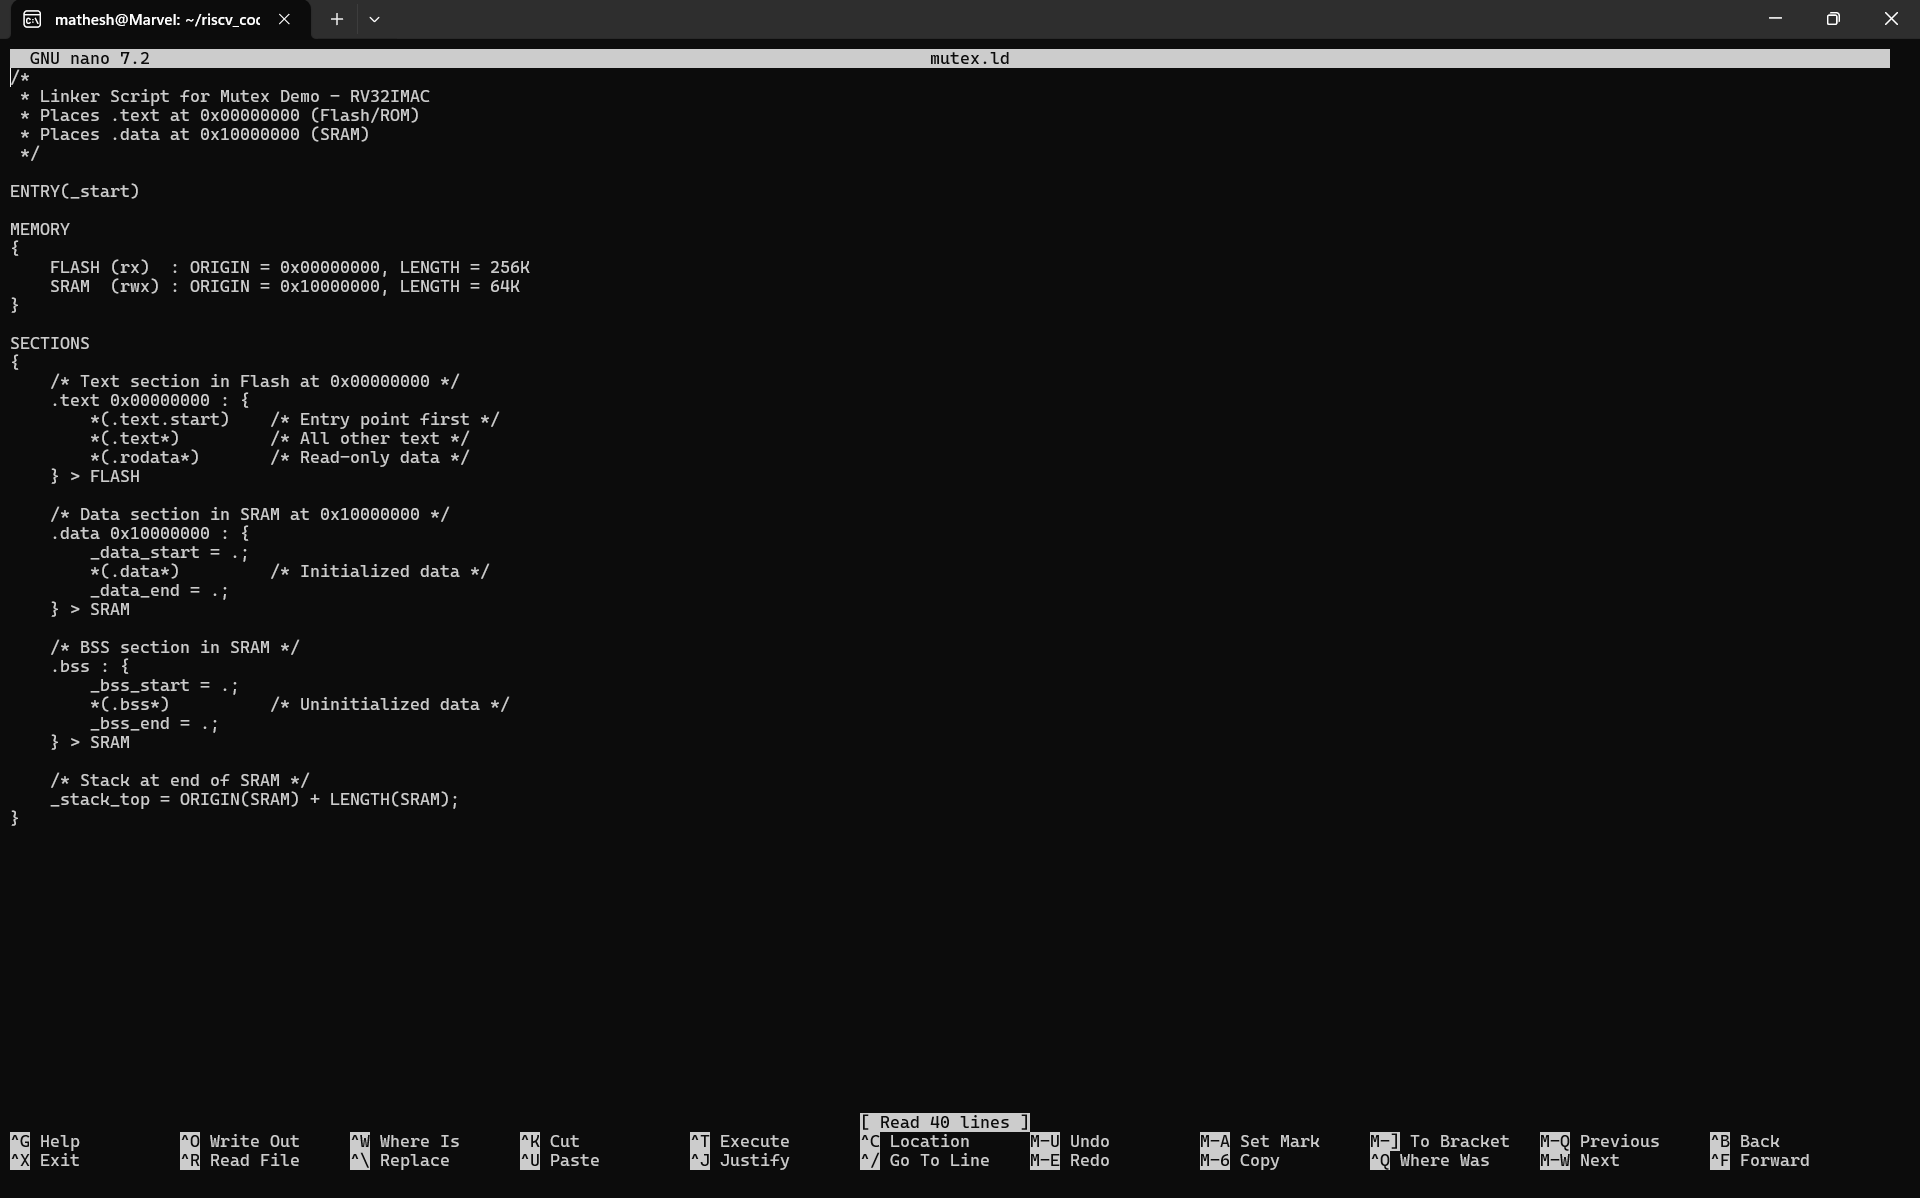 mathesh@Marvel: ~/riscv_coc
GNU nano 7.2 mutex.ld
/*
 * Linker Script for Mutex Demo - RV32IMAC
 * Places .text at 0x00000000 (Flash/ROM)
 * Places .data at 0x10000000 (SRAM)
 */
ENTRY(_start)
MEMORY
{
    FLASH (rx)  : ORIGIN = 0x00000000, LENGTH = 256K
    SRAM  (rwx) : ORIGIN = 0x10000000, LENGTH = 64K
}
SECTIONS
{
    /* Text section in Flash at 0x00000000 */
    .text 0x00000000 : {
        *(.text.start)    /* Entry point first */
        *(.text*)         /* All other text */
        *(.rodata*)       /* Read-only data */
    } > FLASH
    /* Data section in SRAM at 0x10000000 */
    .data 0x10000000 : {
        _data_start = .;
        *(.data*)         /* Initialized data */
        _data_end = .;
    } > SRAM
    /* BSS section in SRAM */
    .bss : {
        _bss_start = .;
        *(.bss*)          /* Uninitialized data */
        _bss_end = .;
    } > SRAM
    /* Stack at end of SRAM */
    _stack_top = ORIGIN(SRAM) + LENGTH(SRAM);
}
[ Read 40 lines ]
^G Help ^O Write Out ^W Where Is ^K Cut ^T Execute ^C Location M-U Undo M-A Set Mark M-] To Bracket M-Q Previous ^B Back
^X Exit ^R Read File ^\ Replace ^U Paste ^J Justify ^/ Go To Line M-E Redo M-6 Copy ^Q Where Was M-W Next ^F Forward